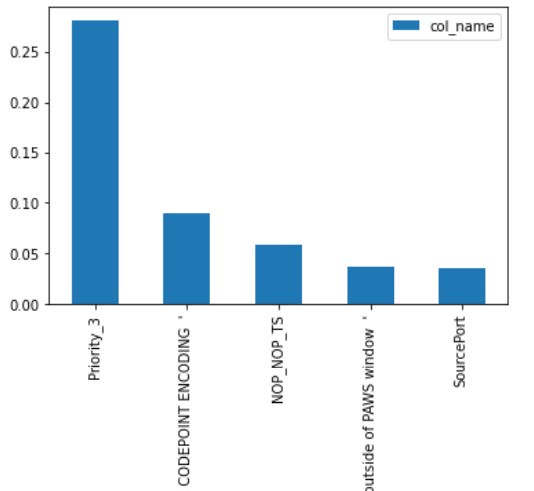 col_name
0.25
0.20
0.15
0.10
0.05
0.00
Priority_3
CODEPOINT ENCODING '
NOP_NOP_TS
outside of PAWS window '
SourcePort